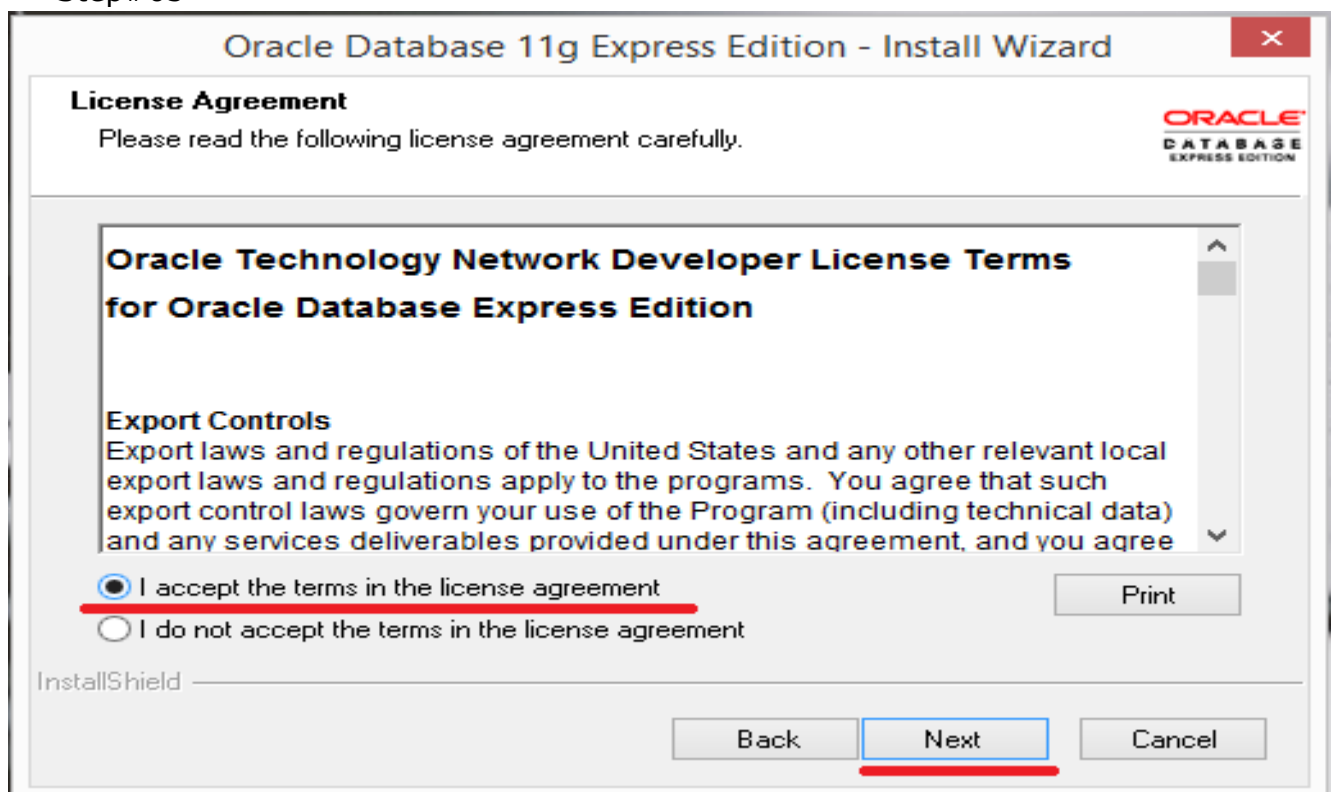 Oracle Database 11g Express Edition - Install Wizard
License Agreement
Please read the following license agreement carefully.
ORACLE
DATABASE
EXPRESS EDITION
Oracle Technology Network Developer License Terms
for Oracle Database Express Edition
Export Controls
Export laws and regulations of the United States and any other relevant local
export laws and regulations apply to the programs. You agree that such
export control laws govern your use of the Program (including technical data)
and any services deliverables provided under this agreement, and you agree
I accept the terms in the license agreement
Print
I do not accept the terms in the license agreement
InstallShield
Back Next Cancel